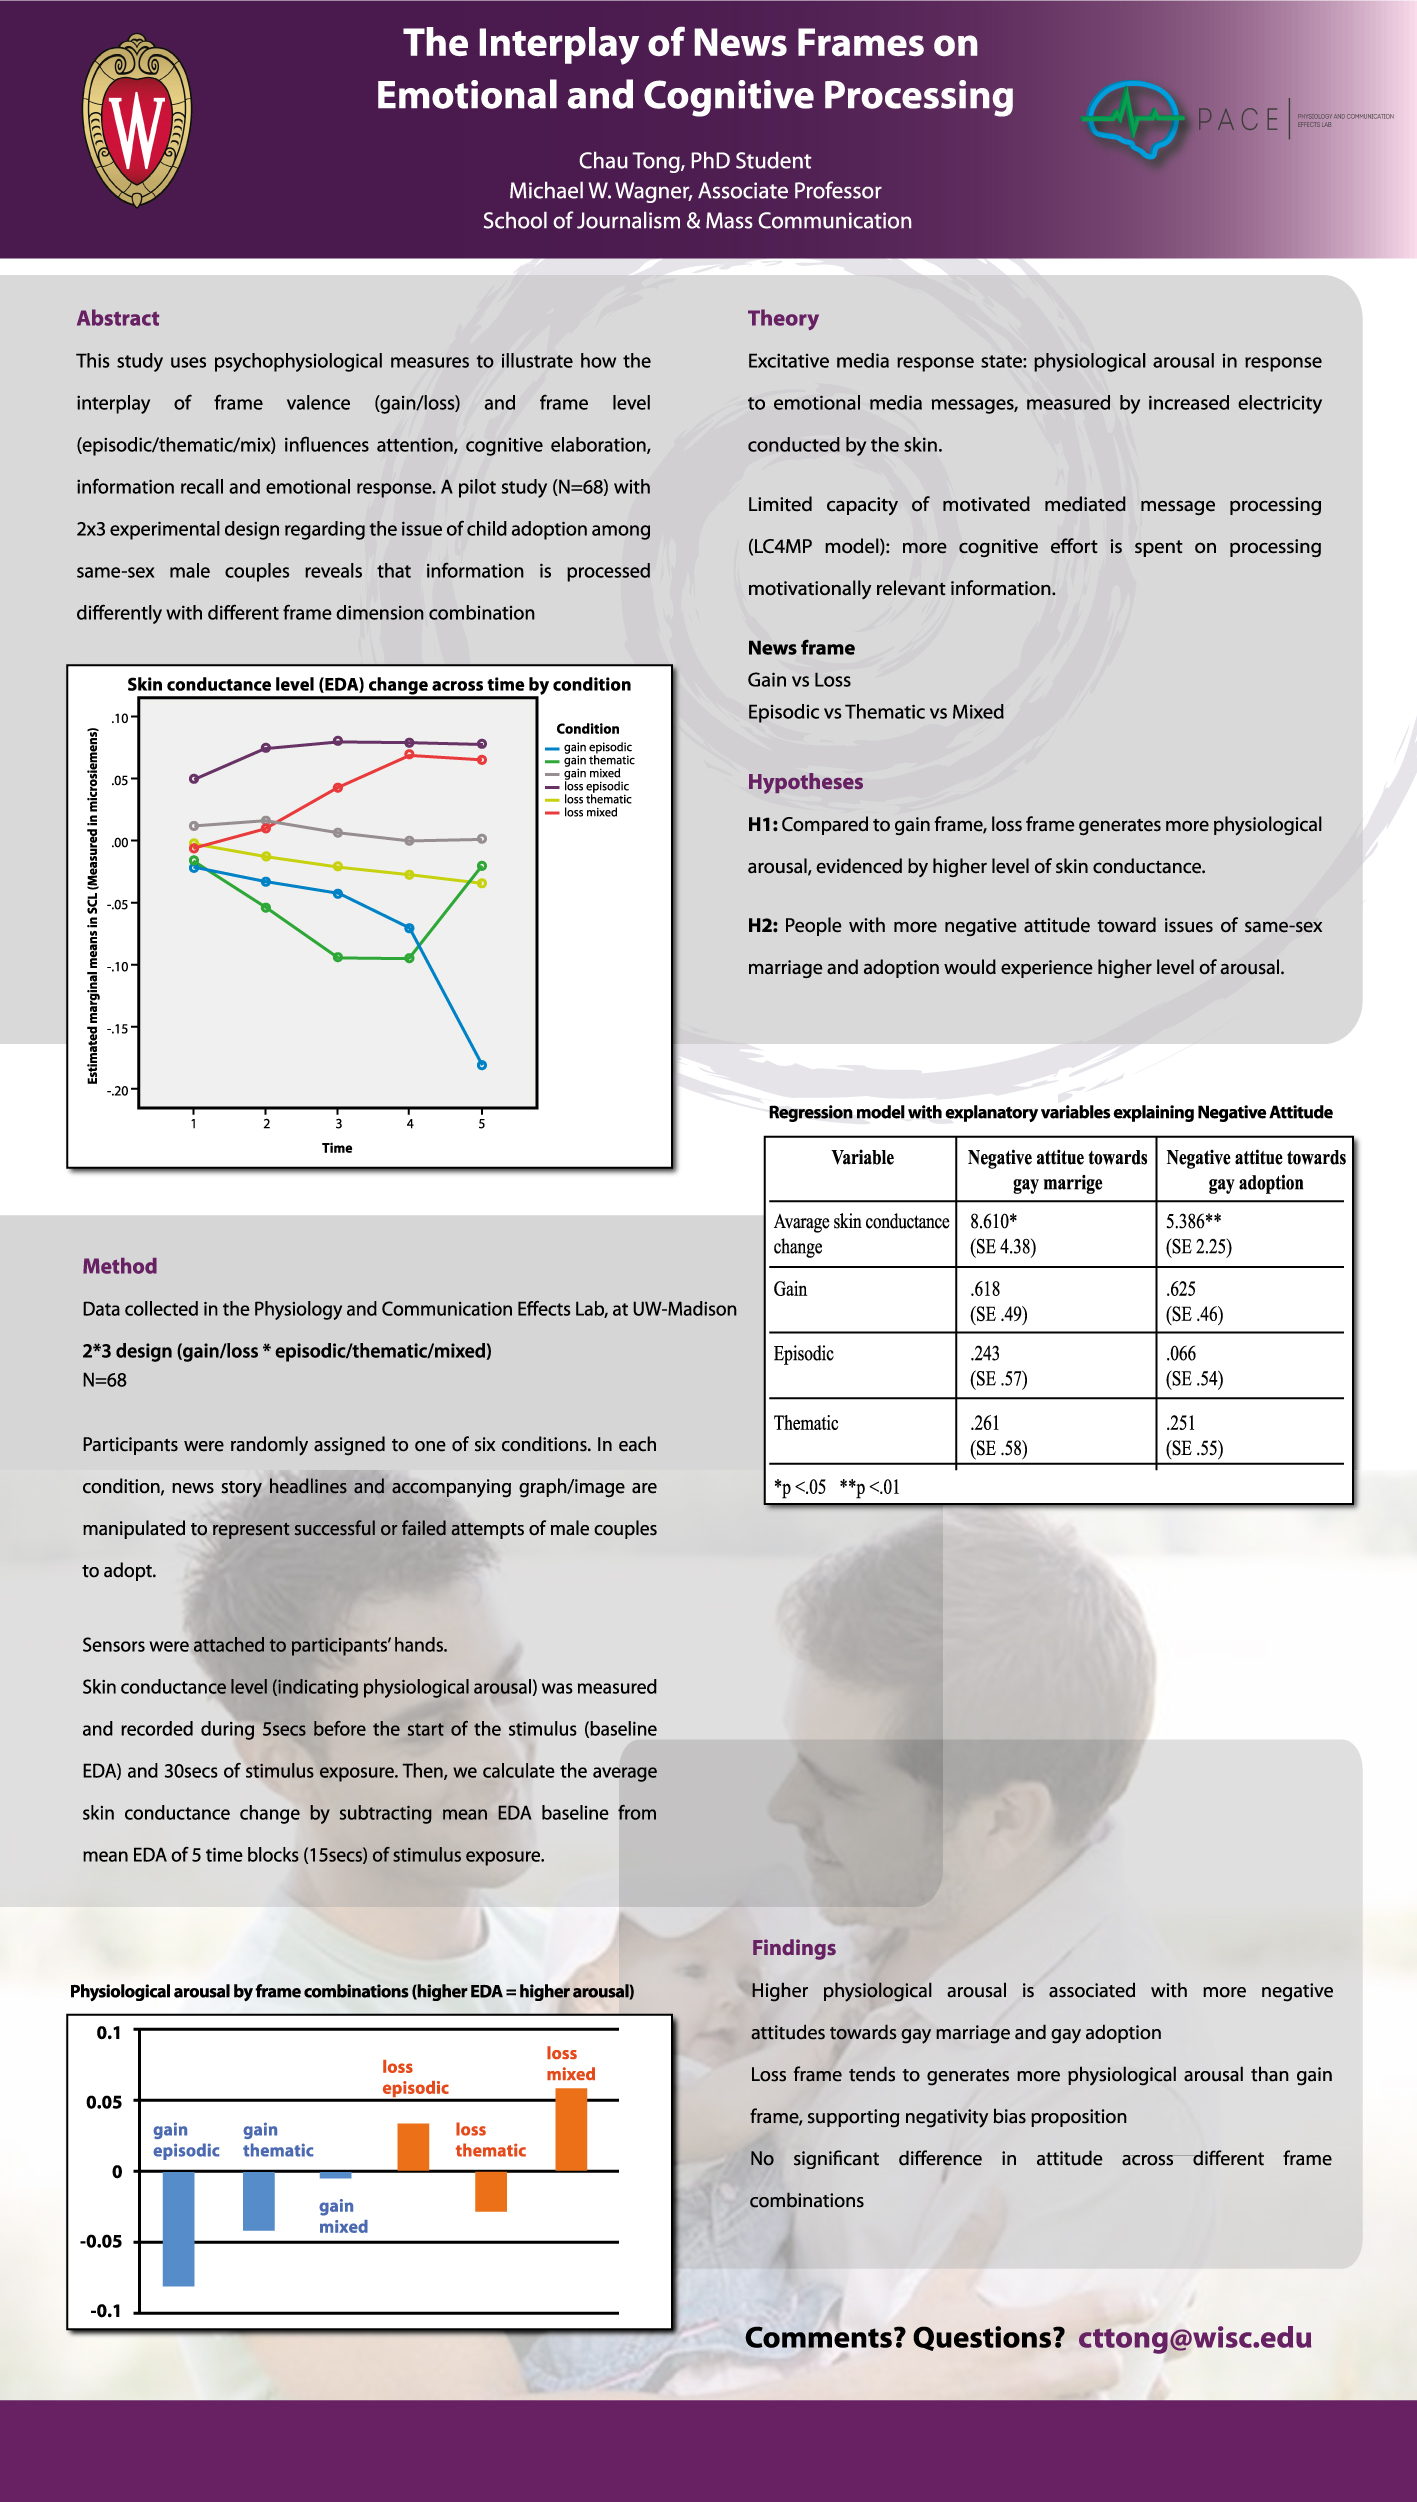 The Interplay of News Frames on
Emotional and Cognitive Processing
Chau Tong, PhD Student
Michael W. Wagner, Associate Professor
School of Journalism & Mass Communication
W
PACE
PHYSIOLOGY AND COMMUNICATION
EFFECTS LAB
Abstract
This study uses psychophysiological measures to illustrate how the
interplay of frame valence (gain/loss) and frame level
(episodic/thematic/mix) influences attention, cognitive elaboration,
information recall and emotional response. A pilot study (N=68) with
2x3 experimental design regarding the issue of child adoption among
same-sex male couples reveals that information is processed
differently with different frame dimension combination
Skin conductance level (EDA) change across time by condition
Estimated marginal means in SCL (Measured in microsiemens)
.10
.05
.00
-.05
-.10
-.15
-.20
1
2
3
4
5
Time
Condition
gain episodic
gain thematic
gain mixed
loss episodic
loss thematic
loss mixed
Theory
Excitative media response state: physiological arousal in response
to emotional media messages, measured by increased electricity
conducted by the skin.
Limited capacity of motivated mediated message processing
(LC4MP model): more cognitive effort is spent on processing
motivationally relevant information.
News frame
Gain vs Loss
Episodic vs Thematic vs Mixed
Hypotheses
H1: Compared to gain frame, loss frame generates more physiological
arousal, evidenced by higher level of skin conductance.
H2: People with more negative attitude toward issues of same-sex
marriage and adoption would experience higher level of arousal.
Regression model with explanatory variables explaining Negative Attitude
Variable
Negative attitue towards
gay marrige
Negative attitue towards
gay adoption
Avarage skin conductance
change
8.610*
(SE 4.38)
5.386**
(SE 2.25)
Gain
.618
(SE .49)
.625
(SE .46)
Episodic
.243
(SE .57)
.066
(SE .54)
Thematic
.261
(SE .58)
.251
(SE .55)
*p <.05 **p <.01
Method
Data collected in the Physiology and Communication Effects Lab, at UW-Madison
2*3 design (gain/loss * episodic/thematic/mixed)
N=68
Participants were randomly assigned to one of six conditions. In each
condition, news story headlines and accompanying graph/image are
manipulated to represent successful or failed attempts of male couples
to adopt.
Sensors were attached to participants' hands.
Skin conductance level (indicating physiological arousal) was measured
and recorded during 5secs before the start of the stimulus (baseline
EDA) and 30secs of stimulus exposure. Then, we calculate the average
skin conductance change by subtracting mean EDA baseline from
mean EDA of 5 time blocks (15secs) of stimulus exposure.
Physiological arousal by frame combinations (higher EDA = higher arousal)
0.1
0.05
0
-0.05
-0.1
gain
episodic
gain
thematic
gain
mixed
loss
episodic
loss
thematic
loss
mixed
Findings
Higher physiological arousal is associated with more negative
attitudes towards gay marriage and gay adoption
Loss frame tends to generates more physiological arousal than gain
frame, supporting negativity bias proposition
No significant difference in attitude across different frame
combinations
Comments? Questions? cttong@wisc.edu